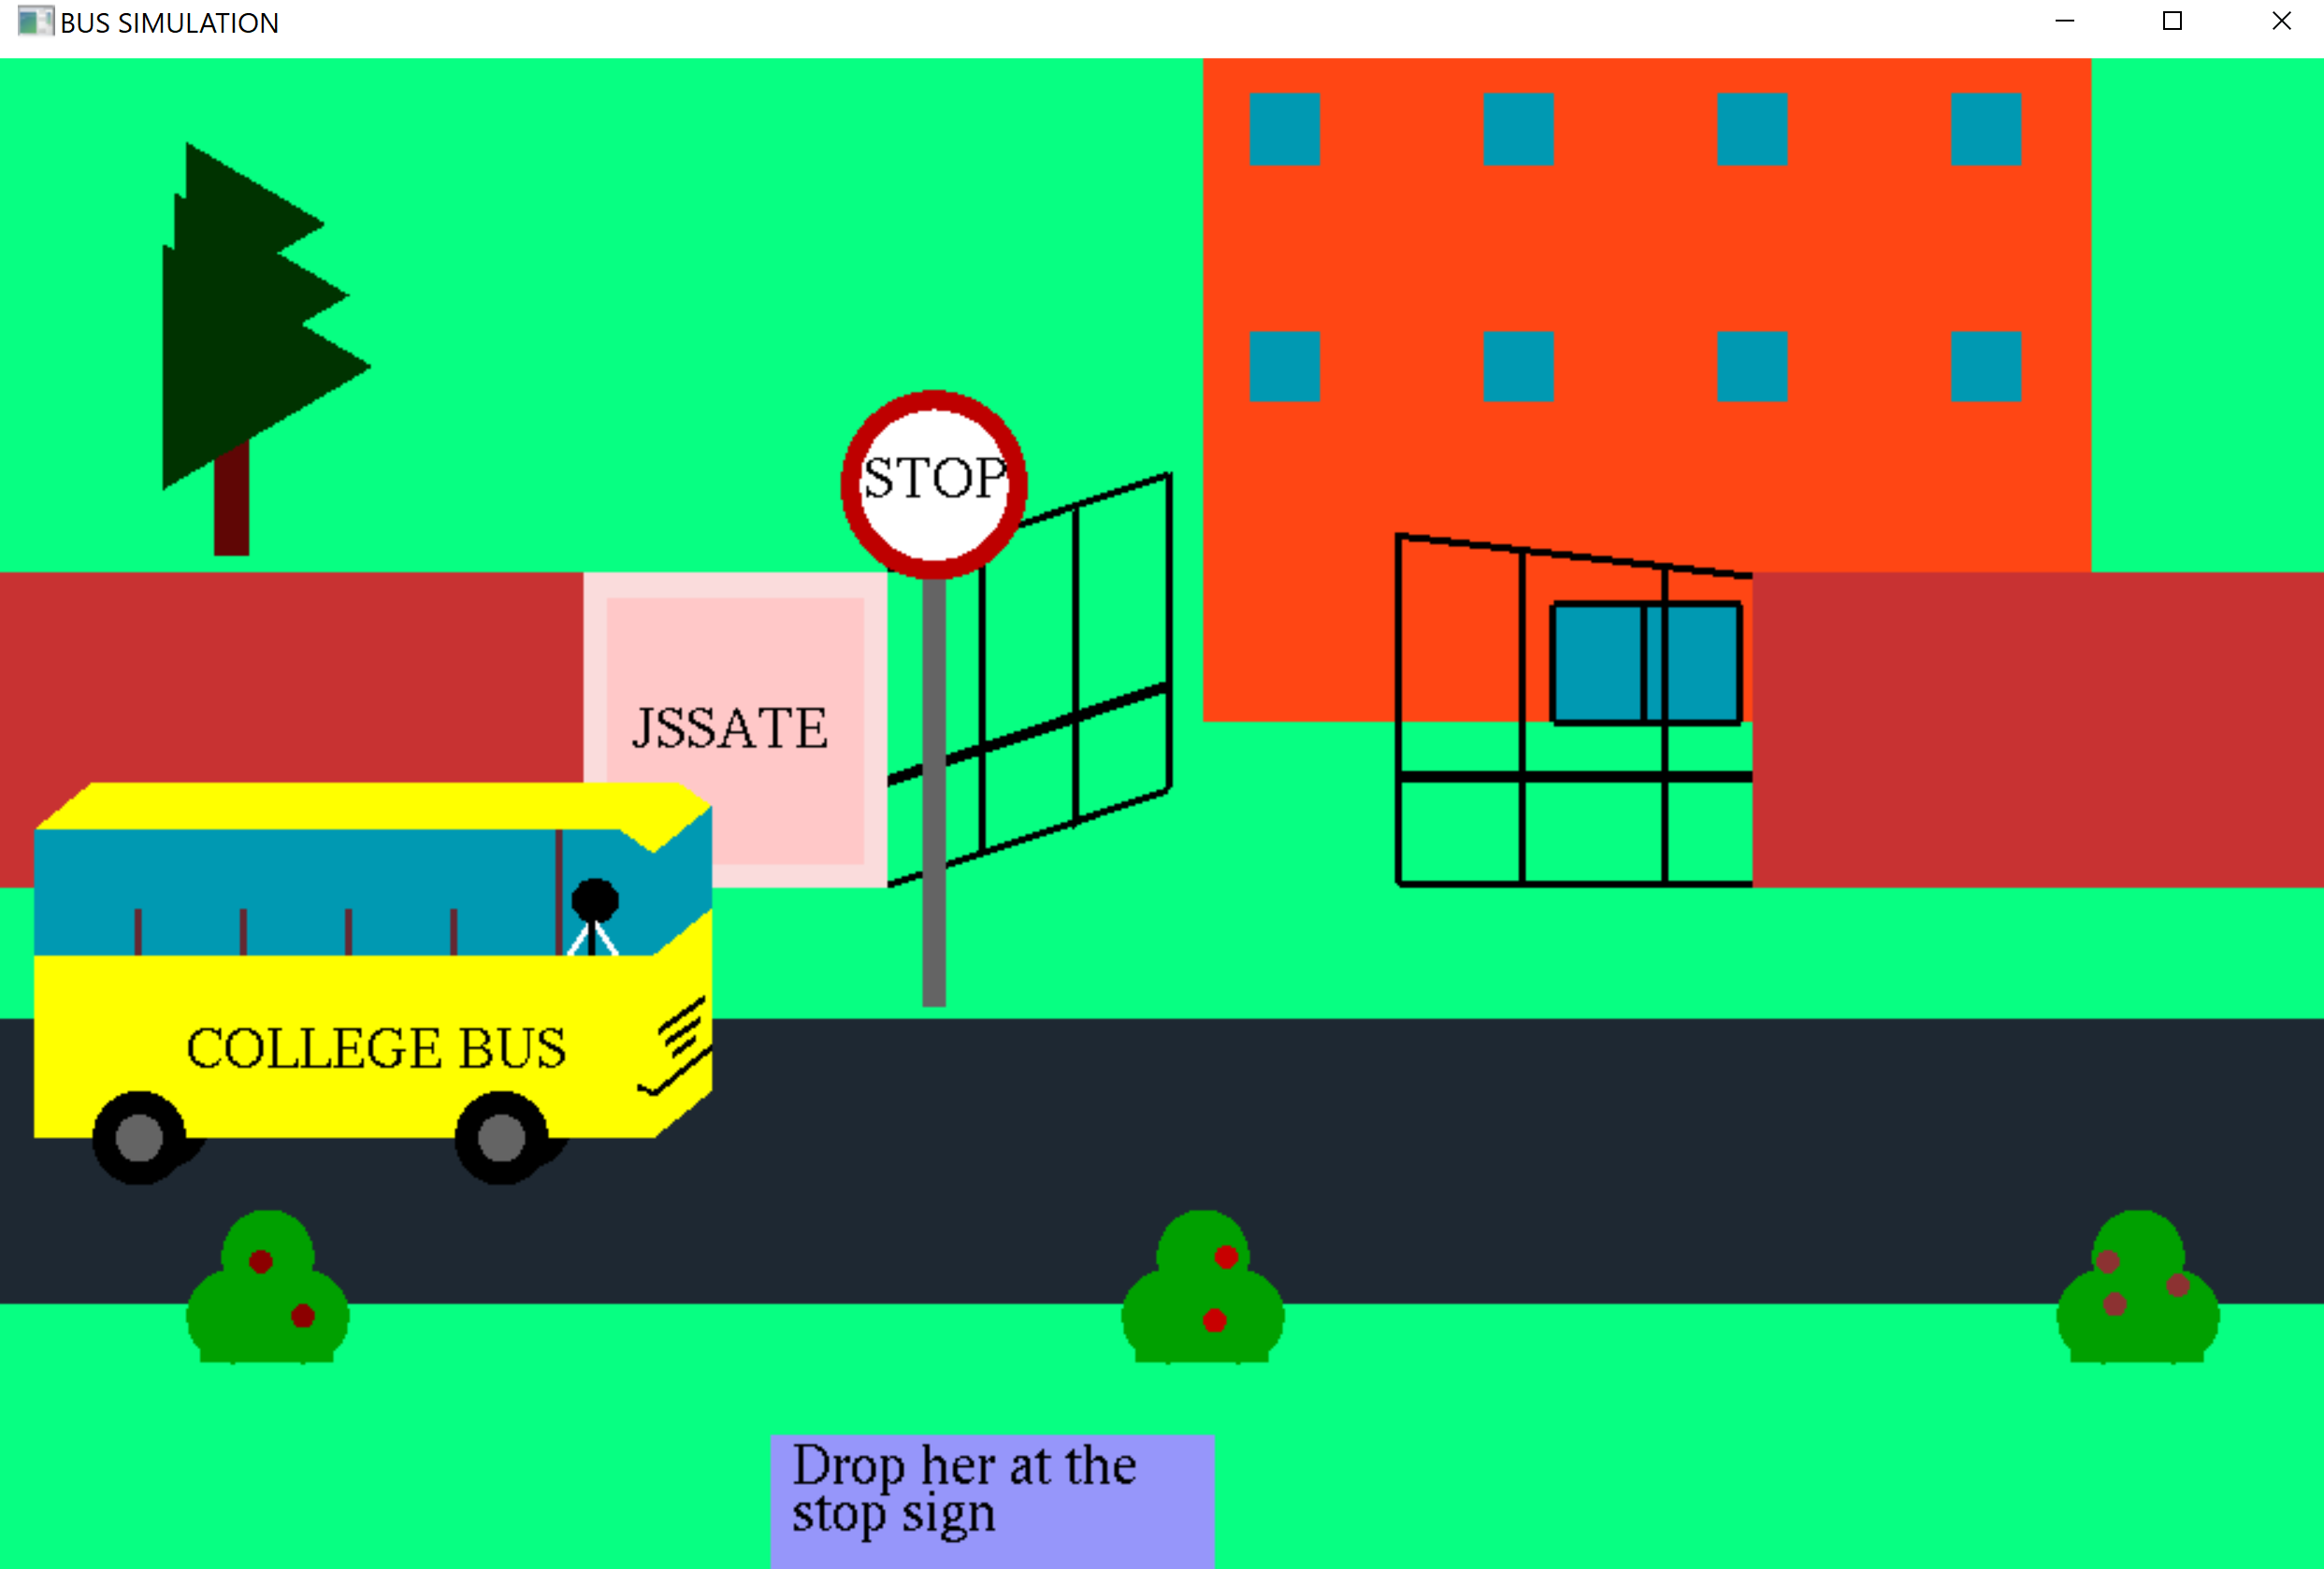 BUS SIMULATION
STOP
JSSATE
COLLEGE BUS
Drop her at the
stop sign